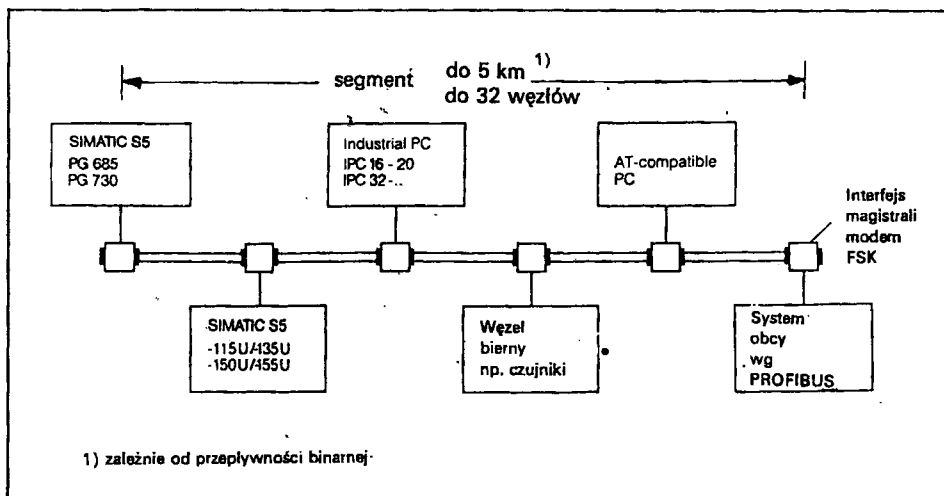 segment do 5 km 1)
do 32 węzłów
SIMATIC S5
PG 685
PG 730
Industrial PC
IPC 16 - 20
IPC 32-..
AT-compatible
PC
Interfejs
magistrali
modem
FSK
SIMATIC S5
-115U/135U
-150U/155U
Węzeł
bierny
np. czujniki
System
obcy
wg
PROFIBUS
1) zależnie od przepływności binarnej